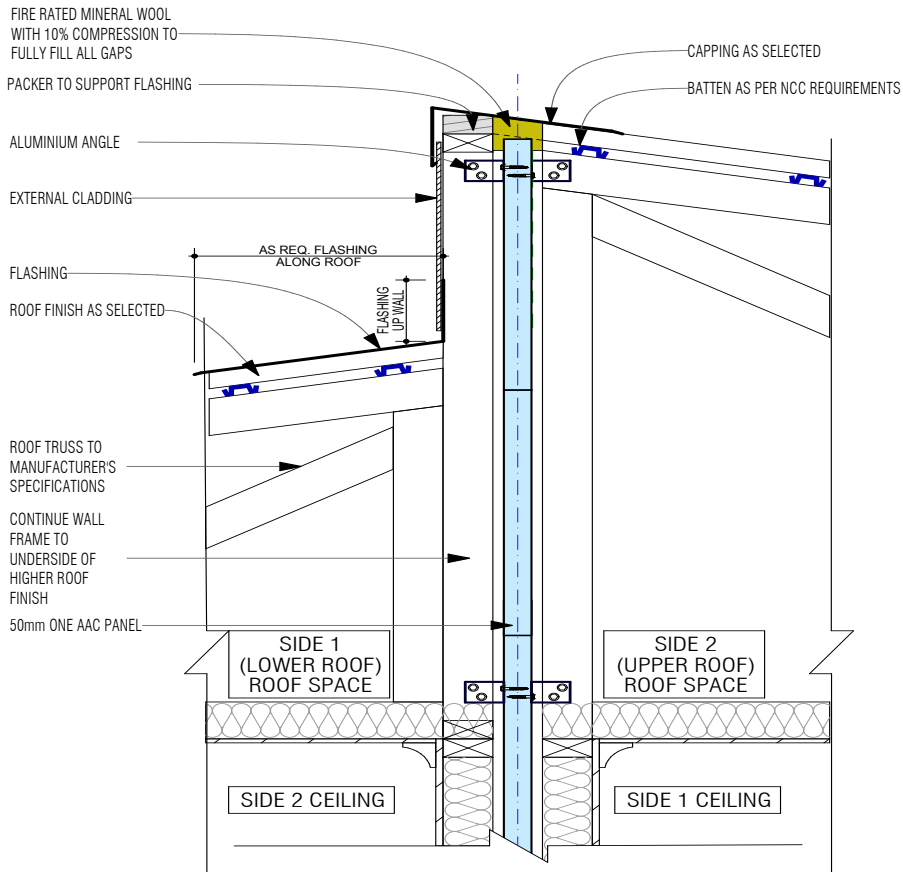 FIRE RATED MINERAL WOOL
WITH 10% COMPRESSION TO
FULLY FILL ALL GAPS
PACKER TO SUPPORT FLASHING
ALUMINIUM ANGLE
EXTERNAL CLADDING
FLASHING
ROOF FINISH AS SELECTED
ROOF TRUSS TO
MANUFACTURER'S
SPECIFICATIONS
CONTINUE WALL
FRAME TO
UNDERSIDE OF
HIGHER ROOF
FINISH
50mm ONE AAC PANEL
CAPPING AS SELECTED
BATTEN AS PER NCC REQUIREMENTS
AS REQ. FLASHING
ALONG ROOF
FLASHING
UP WALL
SIDE 1
(LOWER ROOF)
ROOF SPACE
SIDE 2
(UPPER ROOF)
ROOF SPACE
SIDE 2 CEILING
SIDE 1 CEILING